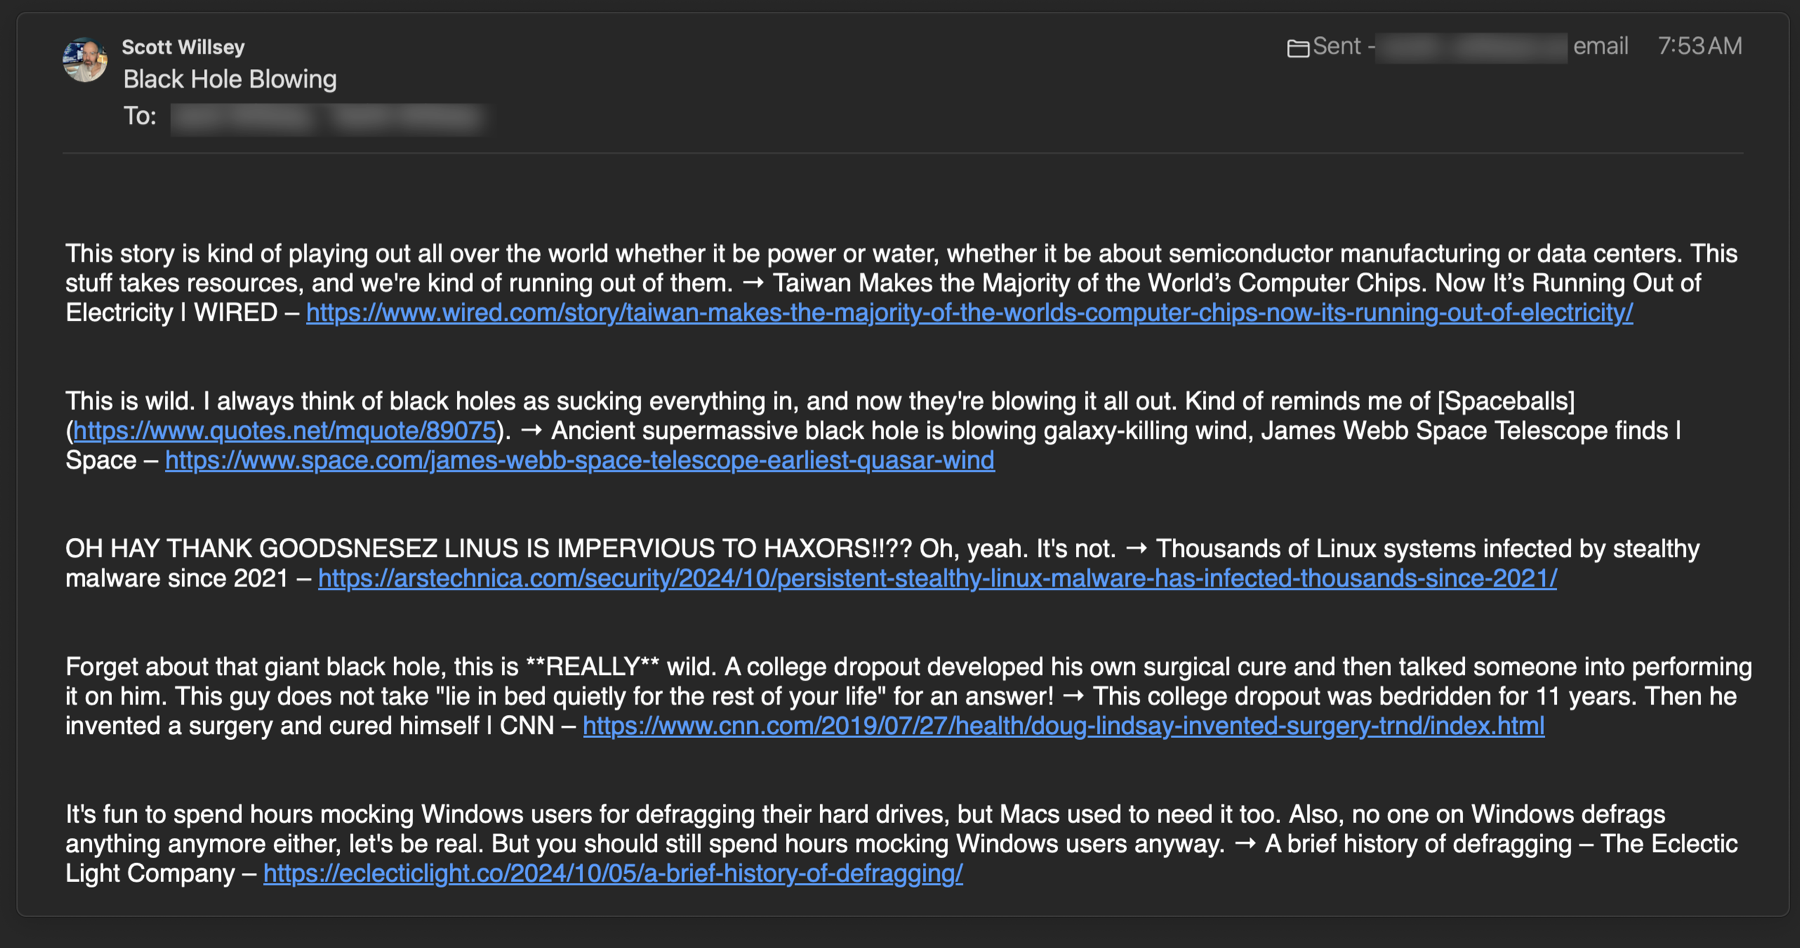 Scott Willsey
Sent - email 7:53 AM
Black Hole Blowing
To:
This story is kind of playing out all over the world whether it be power or water, whether it be about semiconductor manufacturing or data centers. This
stuff takes resources, and we're kind of running out of them. → Taiwan Makes the Majority of the World’s Computer Chips. Now It’s Running Out of
Electricity | WIRED – https://www.wired.com/story/taiwan-makes-the-majority-of-the-worlds-computer-chips-now-its-running-out-of-electricity/
This is wild. I always think of black holes as sucking everything in, and now they're blowing it all out. Kind of reminds me of [Spaceballs]
(https://www.quotes.net/mquote/89075). → Ancient supermassive black hole is blowing galaxy-killing wind, James Webb Space Telescope finds |
Space – https://www.space.com/james-webb-space-telescope-earliest-quasar-wind
OH HAY THANK GOODSNESEZ LINUS IS IMPERVIOUS TO HAXORS!!?? Oh, yeah. It's not. → Thousands of Linux systems infected by stealthy
malware since 2021 – https://arstechnica.com/security/2024/10/persistent-stealthy-linux-malware-has-infected-thousands-since-2021/
Forget about that giant black hole, this is **REALLY** wild. A college dropout developed his own surgical cure and then talked someone into performing
it on him. This guy does not take "lie in bed quietly for the rest of your life" for an answer! → This college dropout was bedridden for 11 years. Then he
invented a surgery and cured himself | CNN – https://www.cnn.com/2019/07/27/health/doug-lindsay-invented-surgery-trnd/index.html
It's fun to spend hours mocking Windows users for defragging their hard drives, but Macs used to need it too. Also, no one on Windows defrags
anything anymore either, let's be real. But you should still spend hours mocking Windows users anyway. → A brief history of defragging – The Eclectic
Light Company – https://eclecticlight.co/2024/10/05/a-brief-history-of-defragging/